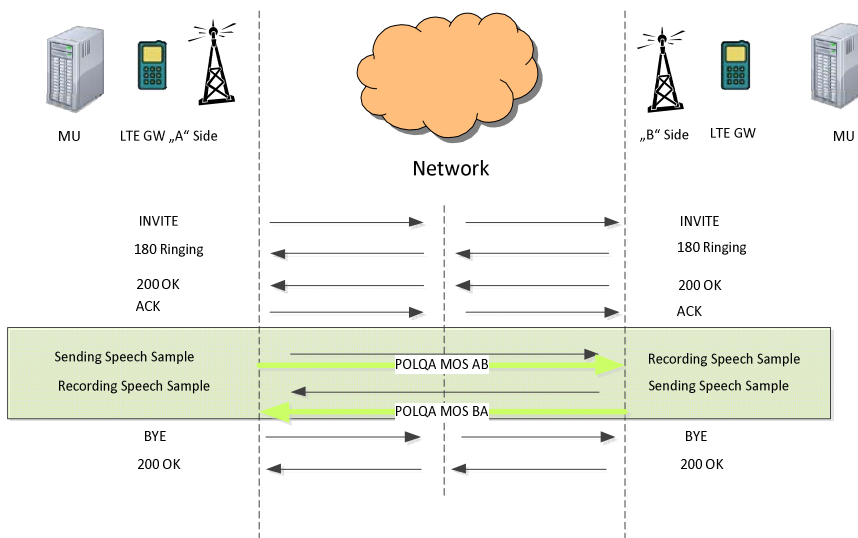 MU
LTE GW „A“ Side
„B“ Side
LTE GW
MU
Network
INVITE
INVITE
180 Ringing
180 Ringing
200 OK
200 OK
ACK
ACK
Sending Speech Sample
POLQA MOS AB
Recording Speech Sample
Recording Speech Sample
Sending Speech Sample
POLQA MOS BA
BYE
BYE
200 OK
200 OK